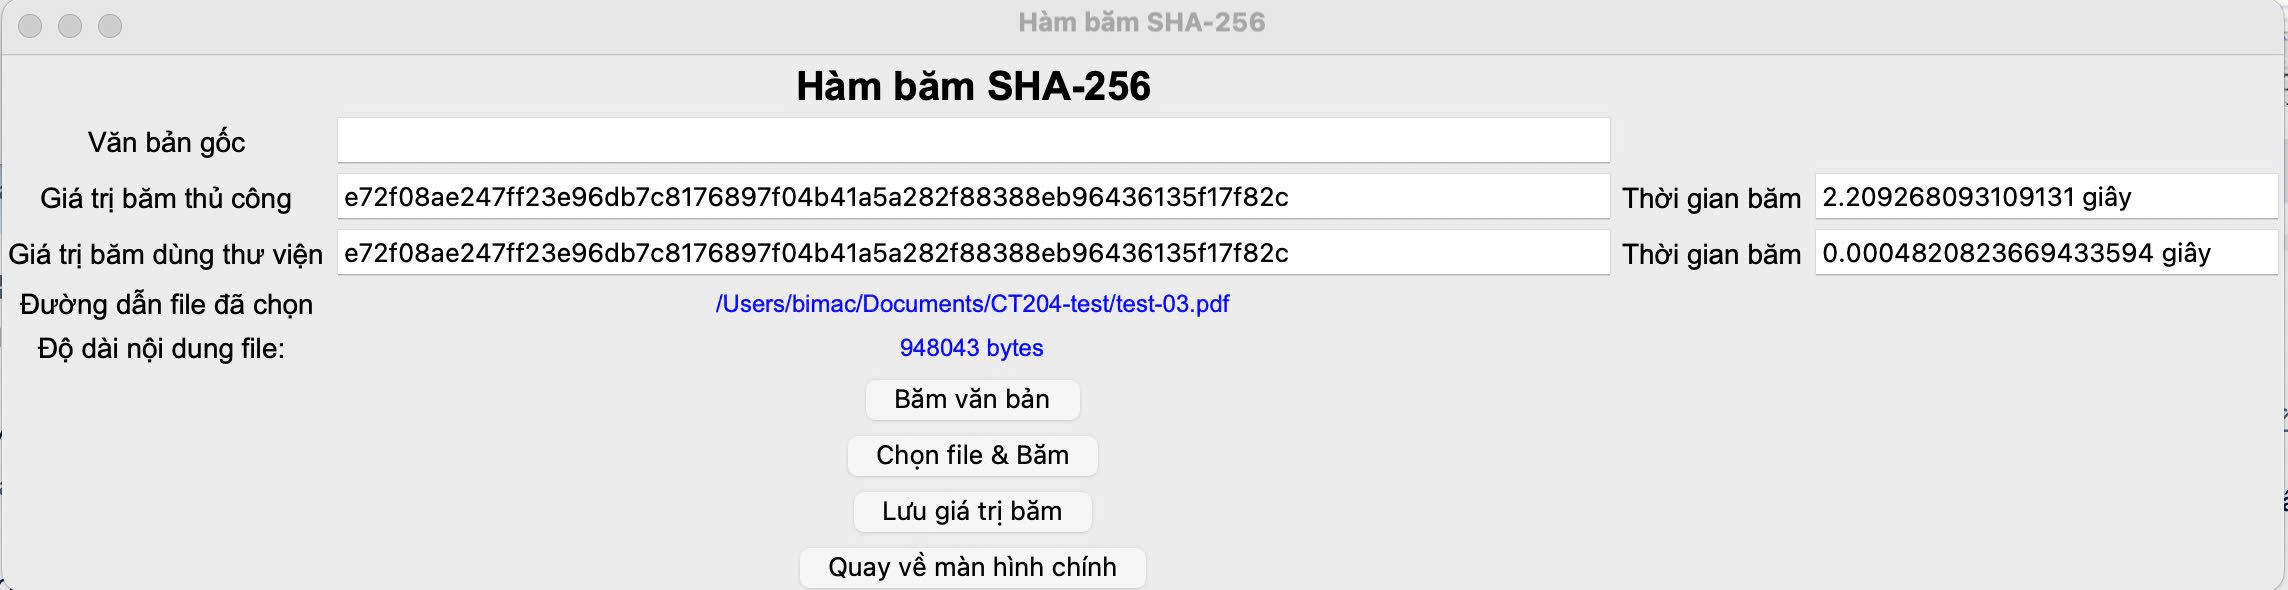 Hàm băm SHA-256
Hàm băm SHA-256
Văn bản gốc
Giá trị băm thủ công e72f08ae247ff23e96db7c8176897f04b41a5a282f88388eb96436135f17f82c Thời gian băm 2.209268093109131 giây
Giá trị băm dùng thư viện e72f08ae247ff23e96db7c8176897f04b41a5a282f88388eb96436135f17f82c Thời gian băm 0.0004820823669433594 giây
Đường dẫn file đã chọn /Users/bimac/Documents/CT204-test/test-03.pdf
Độ dài nội dung file: 948043 bytes
Băm văn bản
Chọn file & Băm
Lưu giá trị băm
Quay về màn hình chính